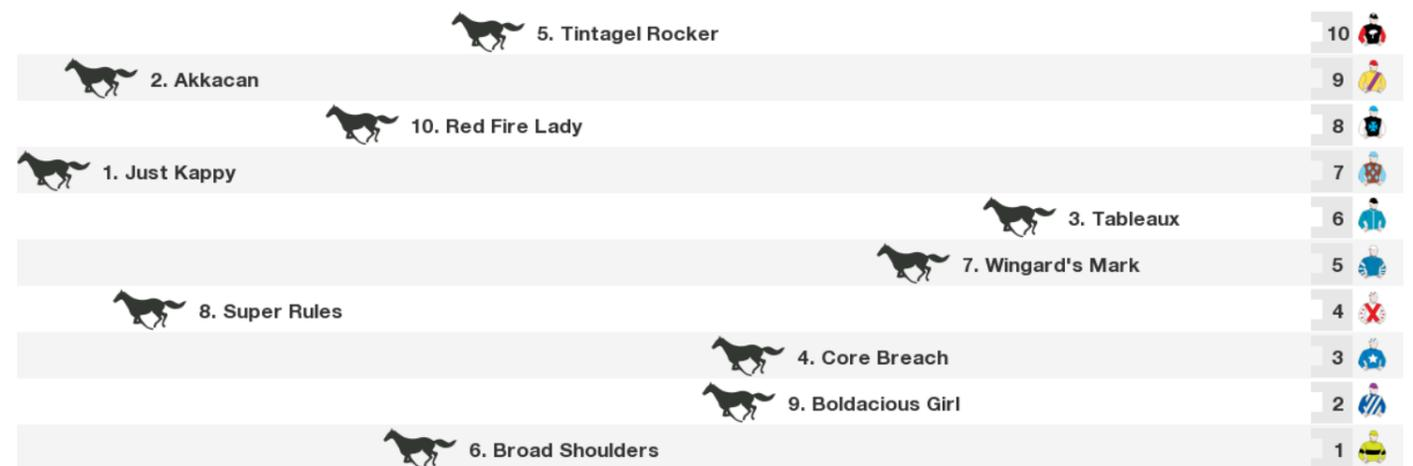 5. Tintagel Rocker 10
2. Akkacan 9
10. Red Fire Lady 8
1. Just Kappy 7
3. Tableaux 6
7. Wingard's Mark 5
8. Super Rules 4
4. Core Breach 3
9. Boldacious Girl 2
6. Broad Shoulders 1